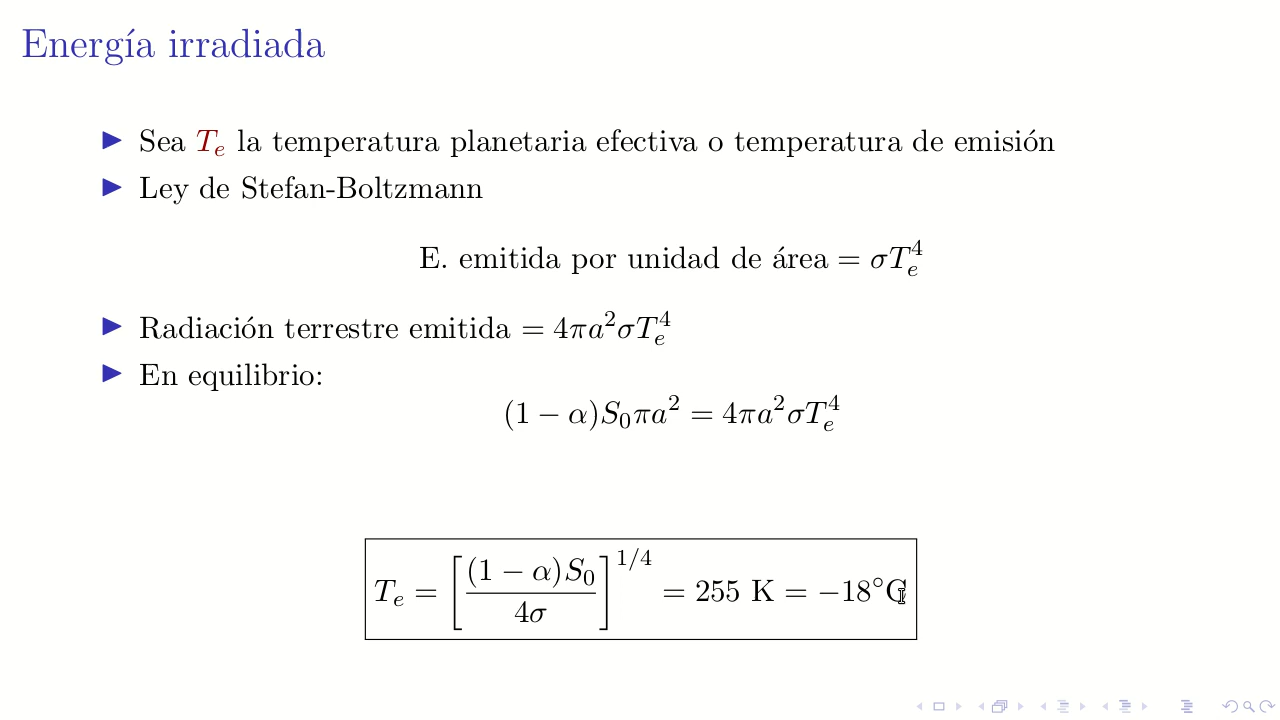 Energía irradiada
Sea Tₑ la temperatura planetaria efectiva o temperatura de emisión
Ley de Stefan-Boltzmann
E. emitida por unidad de área = σTₑ⁴
Radiación terrestre emitida = 4πa²σTₑ⁴
En equilibrio:
(1 − α)S₀πa² = 4πa²σTₑ⁴
Tₑ = [(1 − α)S₀ / 4σ]^1/4 = 255 K = −18°C